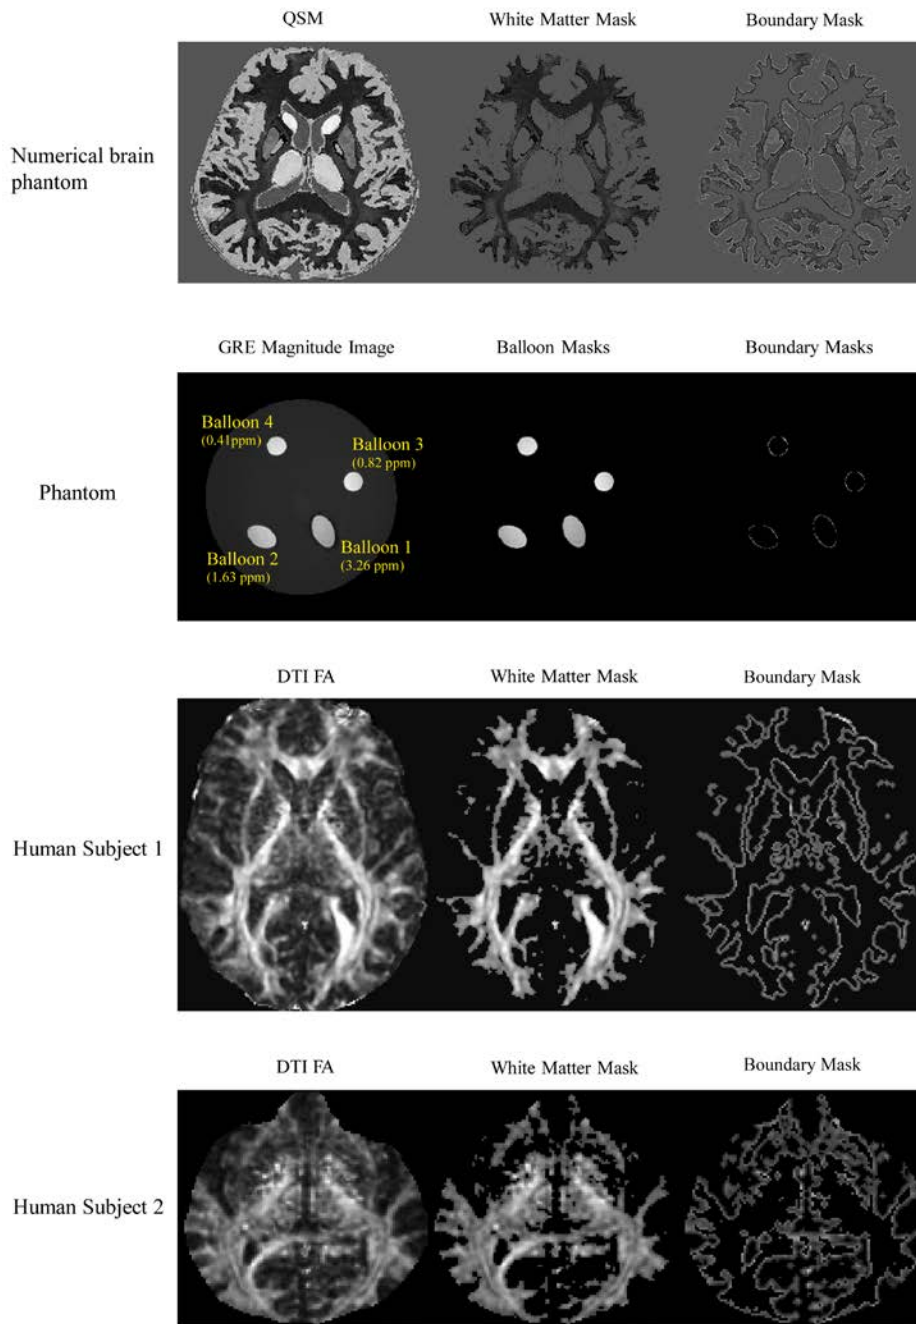 QSM
White Matter Mask
Boundary Mask
Numerical brain
phantom
GRE Magnitude Image
Balloon Masks
Boundary Masks
Balloon 4
(0.41ppm)
Balloon 3
(0.82 ppm)
Phantom
Balloon 2
(1.63 ppm)
Balloon 1
(3.26 ppm)
DTI FA
White Matter Mask
Boundary Mask
Human Subject 1
DTI FA
White Matter Mask
Boundary Mask
Human Subject 2